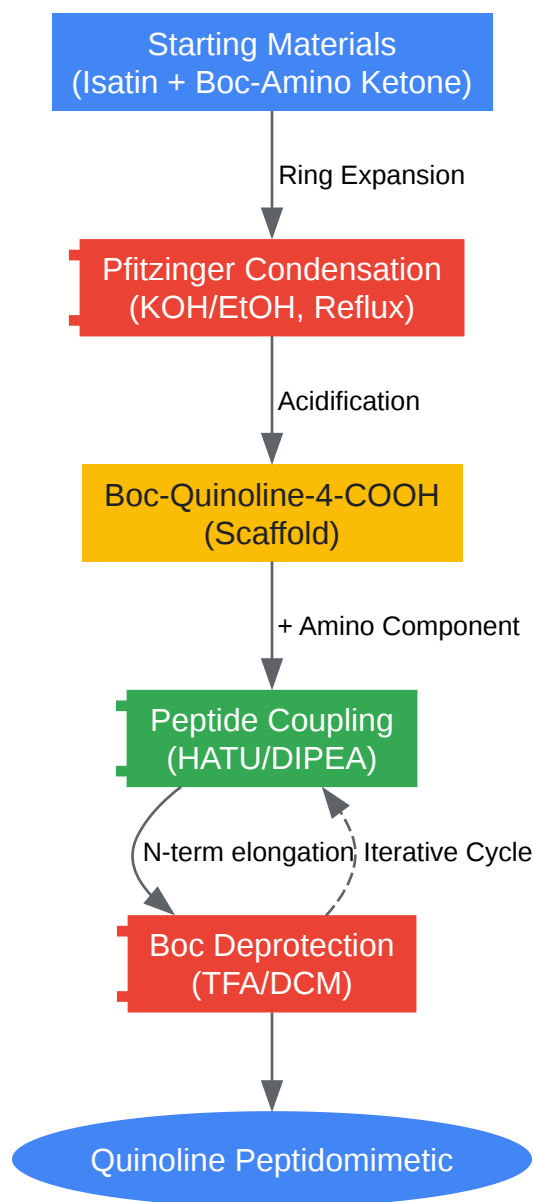 Starting Materials
(Isatin + Boc-Amino Ketone)
Ring Expansion
Pfitzinger Condensation
(KOH/EtOH, Reflux)
Acidification
Boc-Quinoline-4-COOH
(Scaffold)
+ Amino Component
Peptide Coupling
(HATU/DIPEA)
N-term elongation
Iterative Cycle
Boc Deprotection
(TFA/DCM)
Quinoline Peptidomimetic